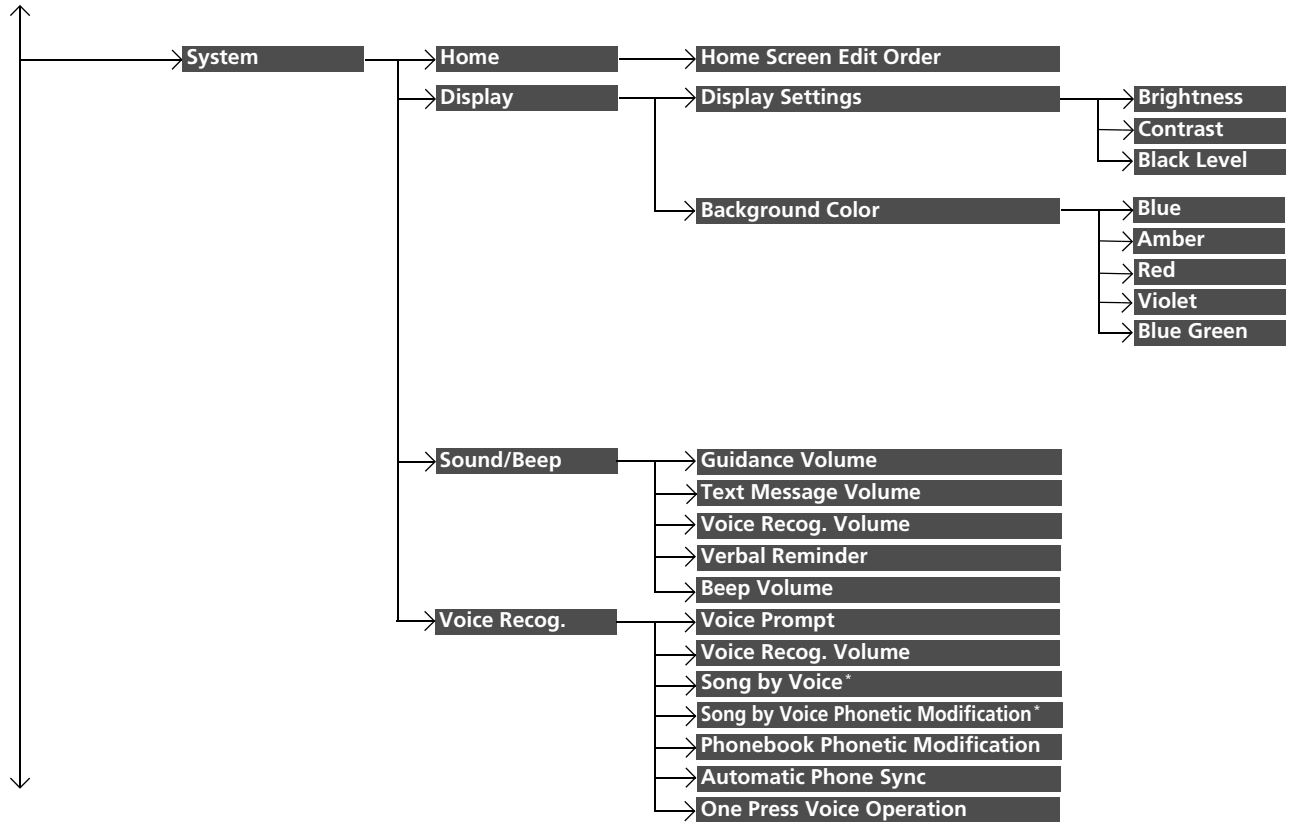 System
Home
Home Screen Edit Order
Display
Display Settings
Brightness
Contrast
Black Level
Background Color
Blue
Amber
Red
Violet
Blue Green
Sound/Beep
Guidance Volume
Text Message Volume
Voice Recog. Volume
Verbal Reminder
Beep Volume
Voice Recog.
Voice Prompt
Voice Recog. Volume
Song by Voice*
Song by Voice Phonetic Modification*
Phonebook Phonetic Modification
Automatic Phone Sync
One Press Voice Operation